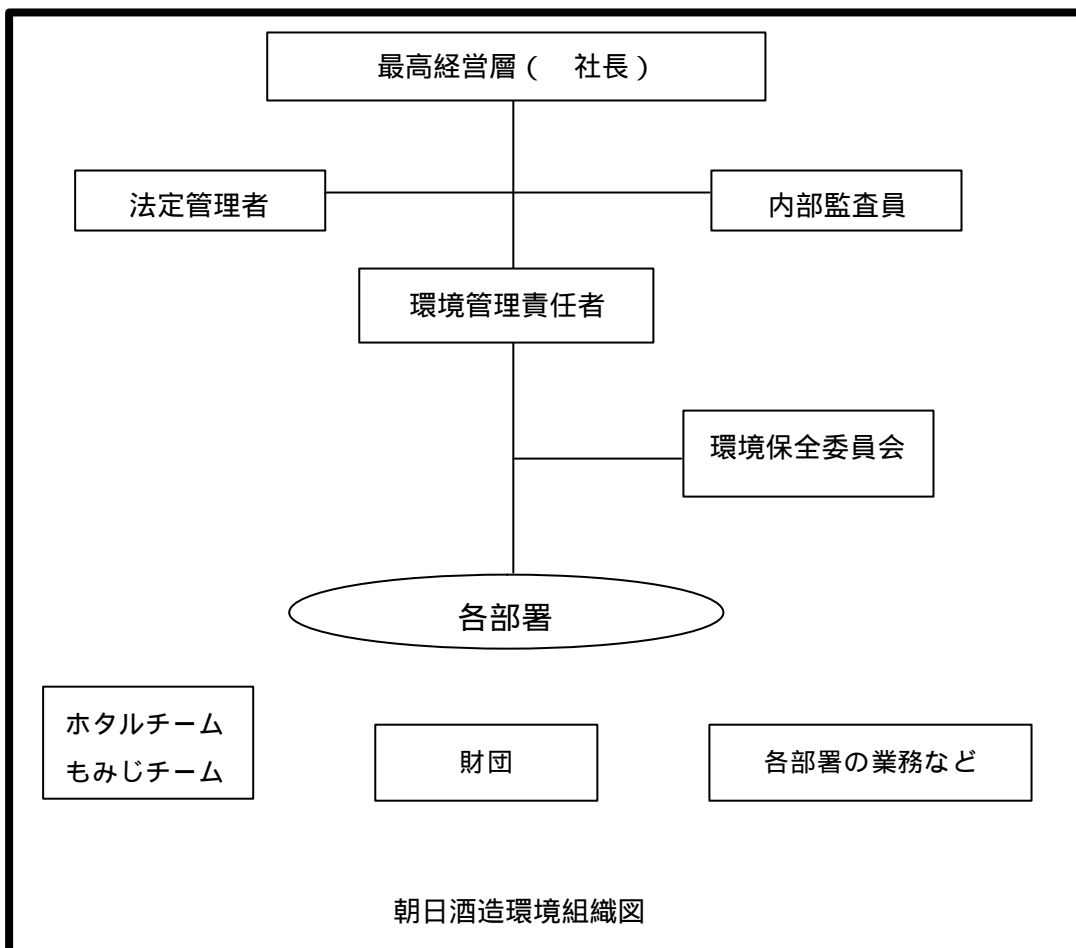 最高経営層（　社長）
法定管理者
内部監査員
環境管理責任者
環境保全委員会
各部署
ホタルチーム
もみじチーム
財団
各部署の業務など
朝日酒造環境組織図